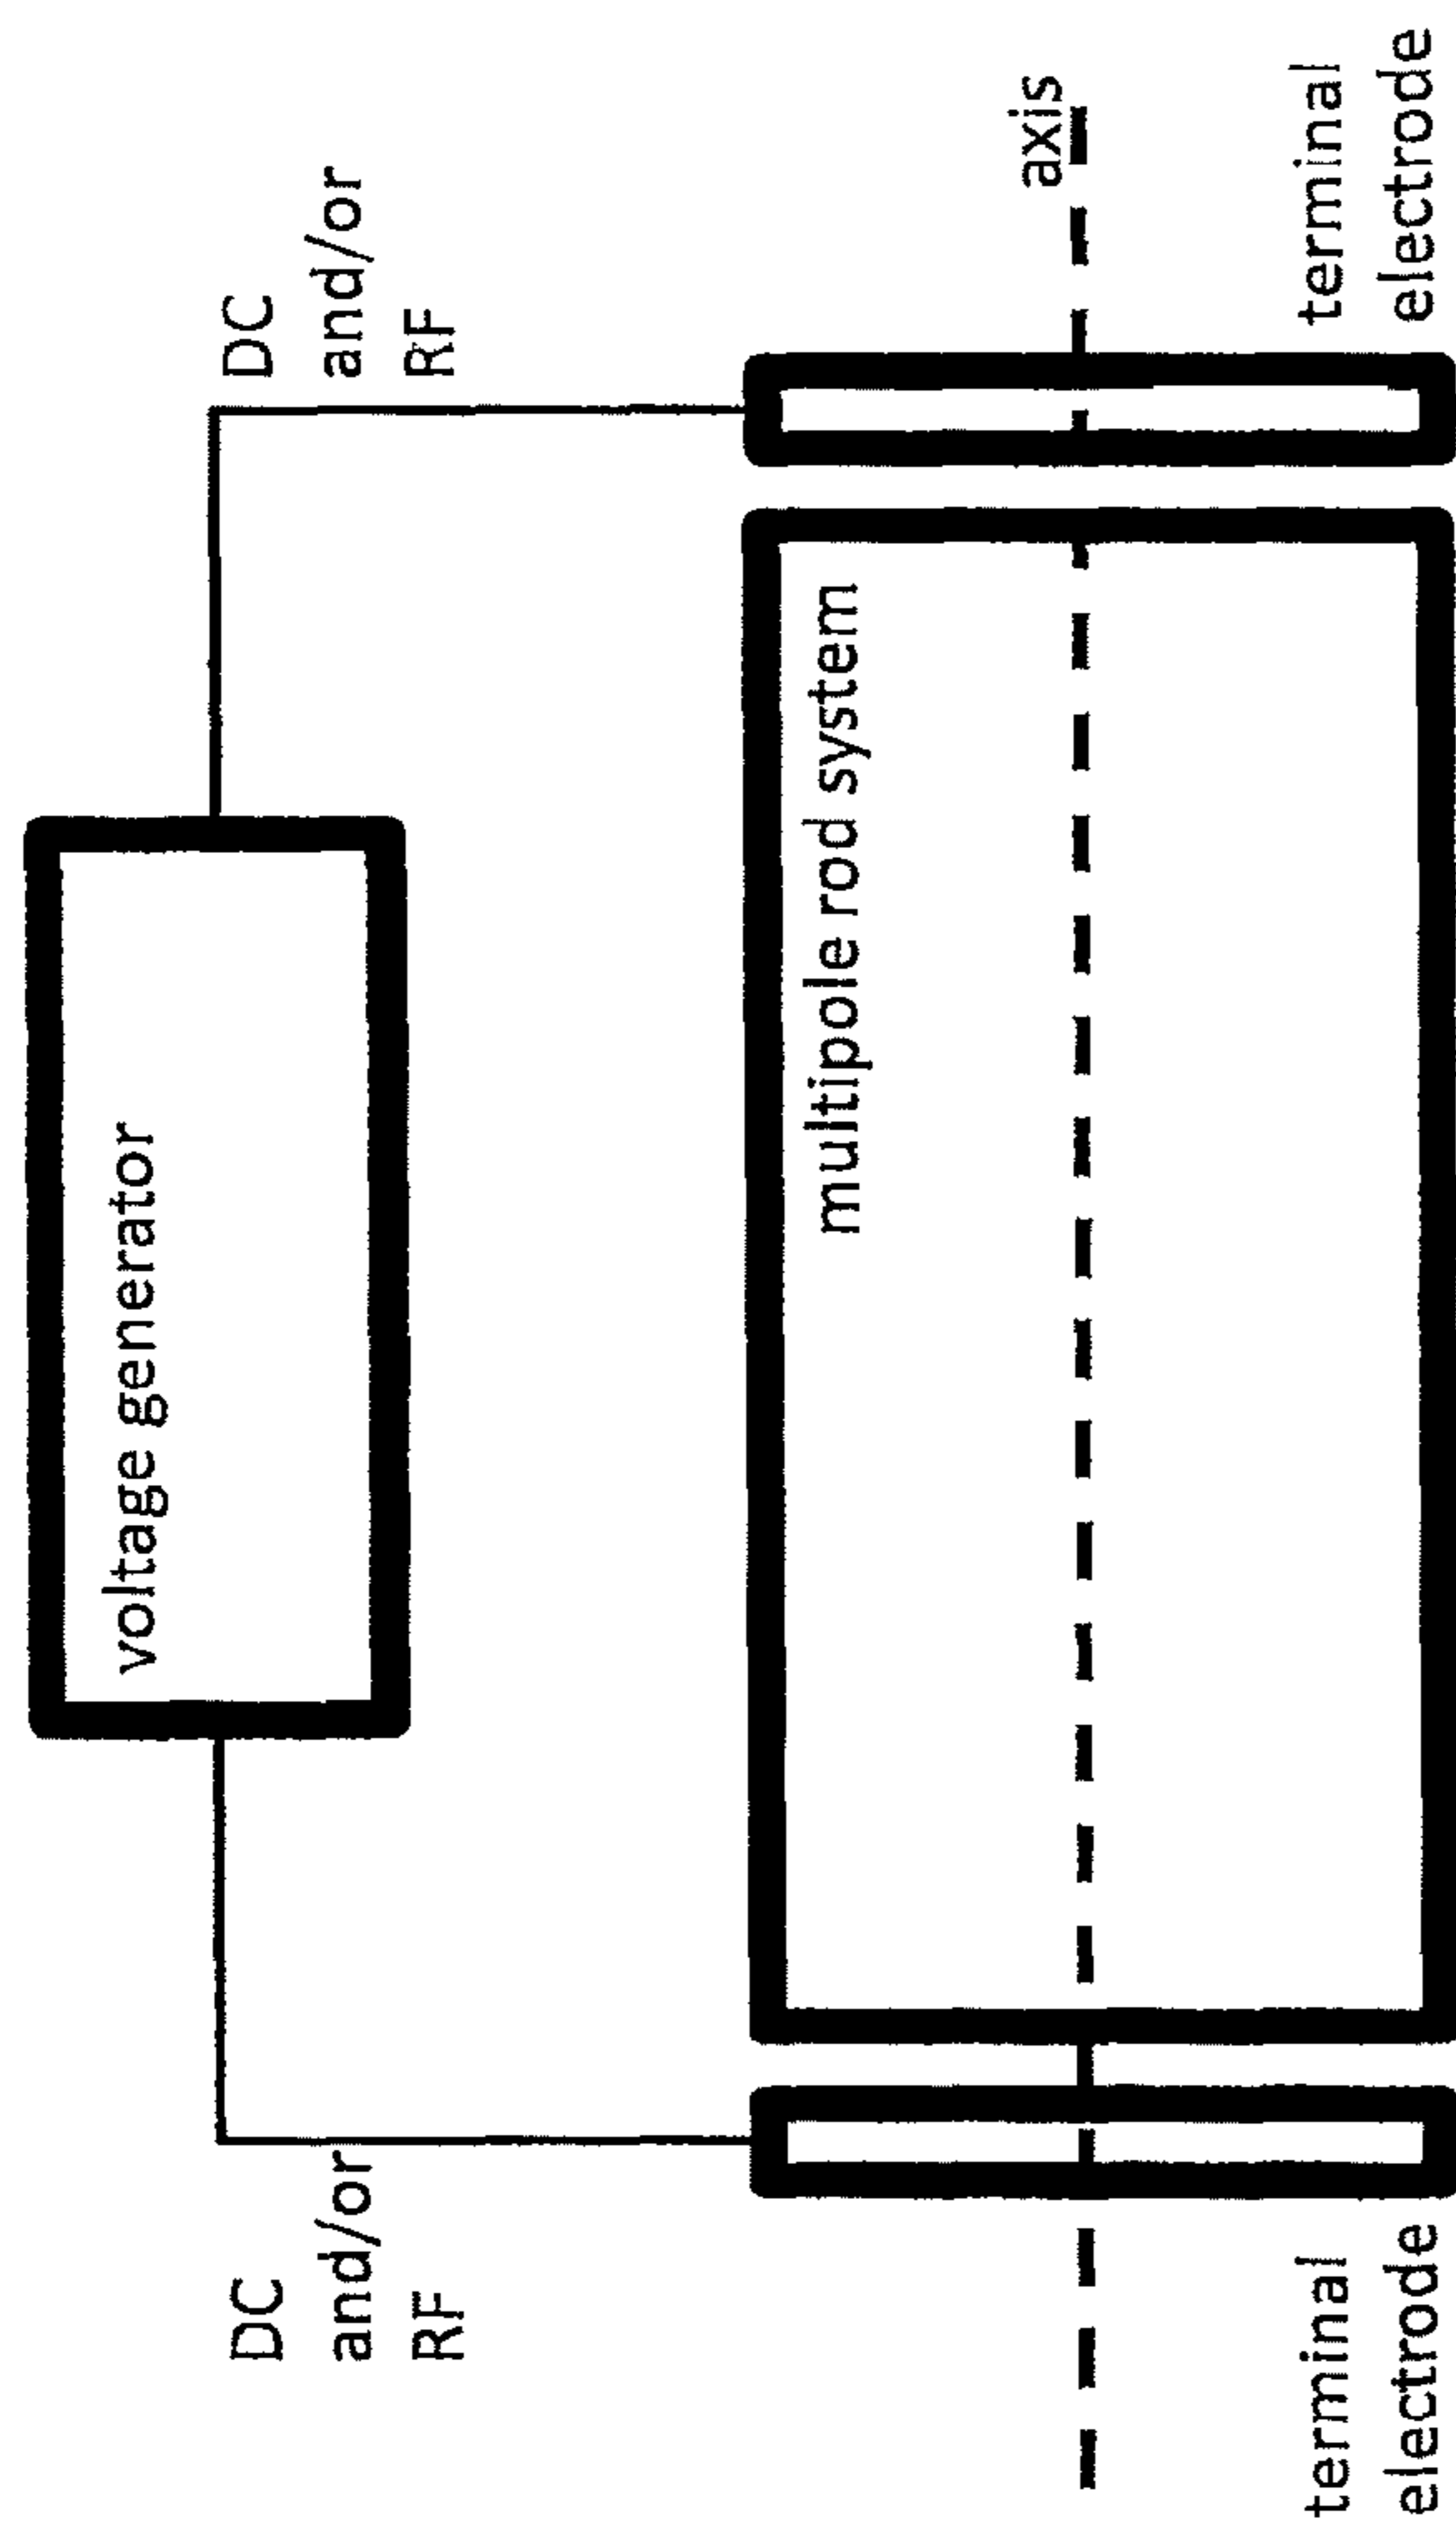 voltage generator
DC
and/or
RF
DC
and/or
RF
multipole rod system
axis
terminal
electrode
terminal
electrode